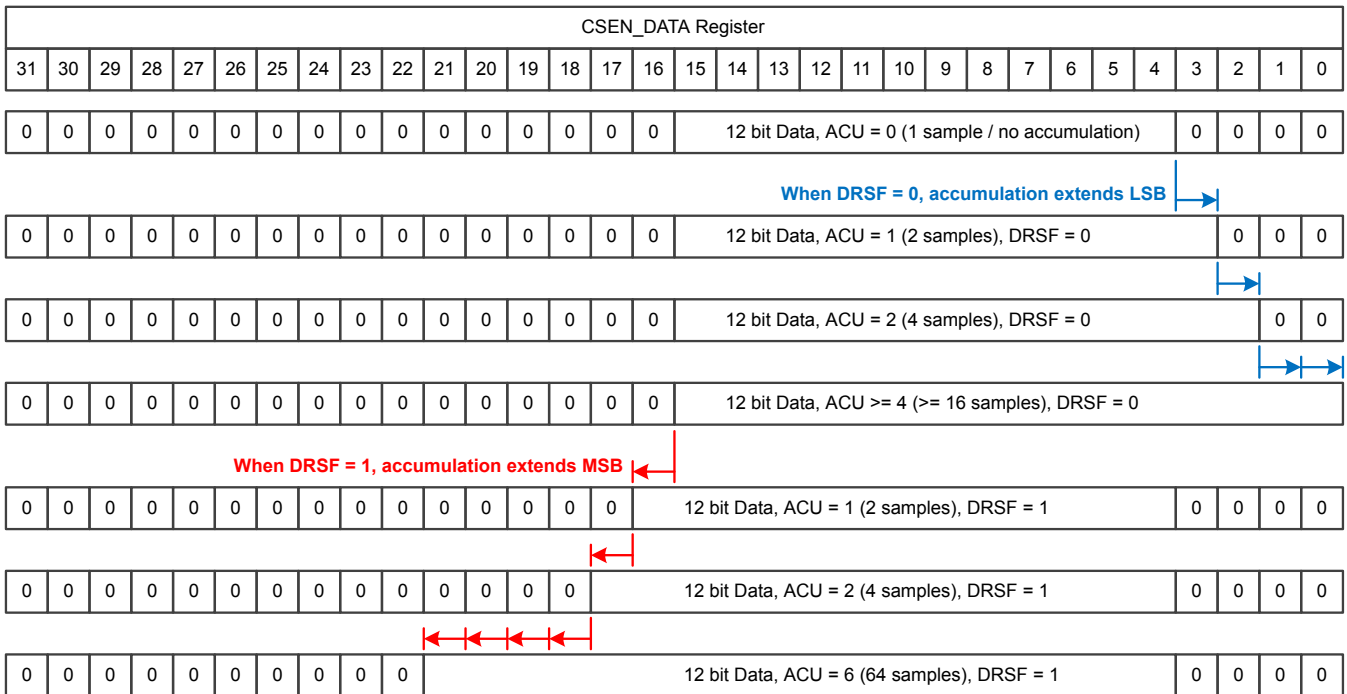 CSEN_DATA Register
31 30 29 28 27 26 25 24 23 22 21 20 19 18 17 16 15 14 13 12 11 10 9 8 7 6 5 4 3 2 1 0
0 0 0 0 0 0 0 0 0 0 0 0 0 0 0 0 12 bit Data, ACU = 0 (1 sample / no accumulation) 0 0 0 0
When DRSF = 0, accumulation extends LSB
0 0 0 0 0 0 0 0 0 0 0 0 0 0 0 0 12 bit Data, ACU = 1 (2 samples), DRSF = 0 0 0 0
0 0 0 0 0 0 0 0 0 0 0 0 0 0 0 0 12 bit Data, ACU = 2 (4 samples), DRSF = 0 0 0
0 0 0 0 0 0 0 0 0 0 0 0 0 0 0 0 12 bit Data, ACU >= 4 (>= 16 samples), DRSF = 0
When DRSF = 1, accumulation extends MSB
0 0 0 0 0 0 0 0 0 0 0 0 0 0 0 12 bit Data, ACU = 1 (2 samples), DRSF = 1 0 0 0 0
0 0 0 0 0 0 0 0 0 0 0 0 0 0 12 bit Data, ACU = 2 (4 samples), DRSF = 1 0 0 0 0
0 0 0 0 0 0 0 0 0 0 12 bit Data, ACU = 6 (64 samples), DRSF = 1 0 0 0 0